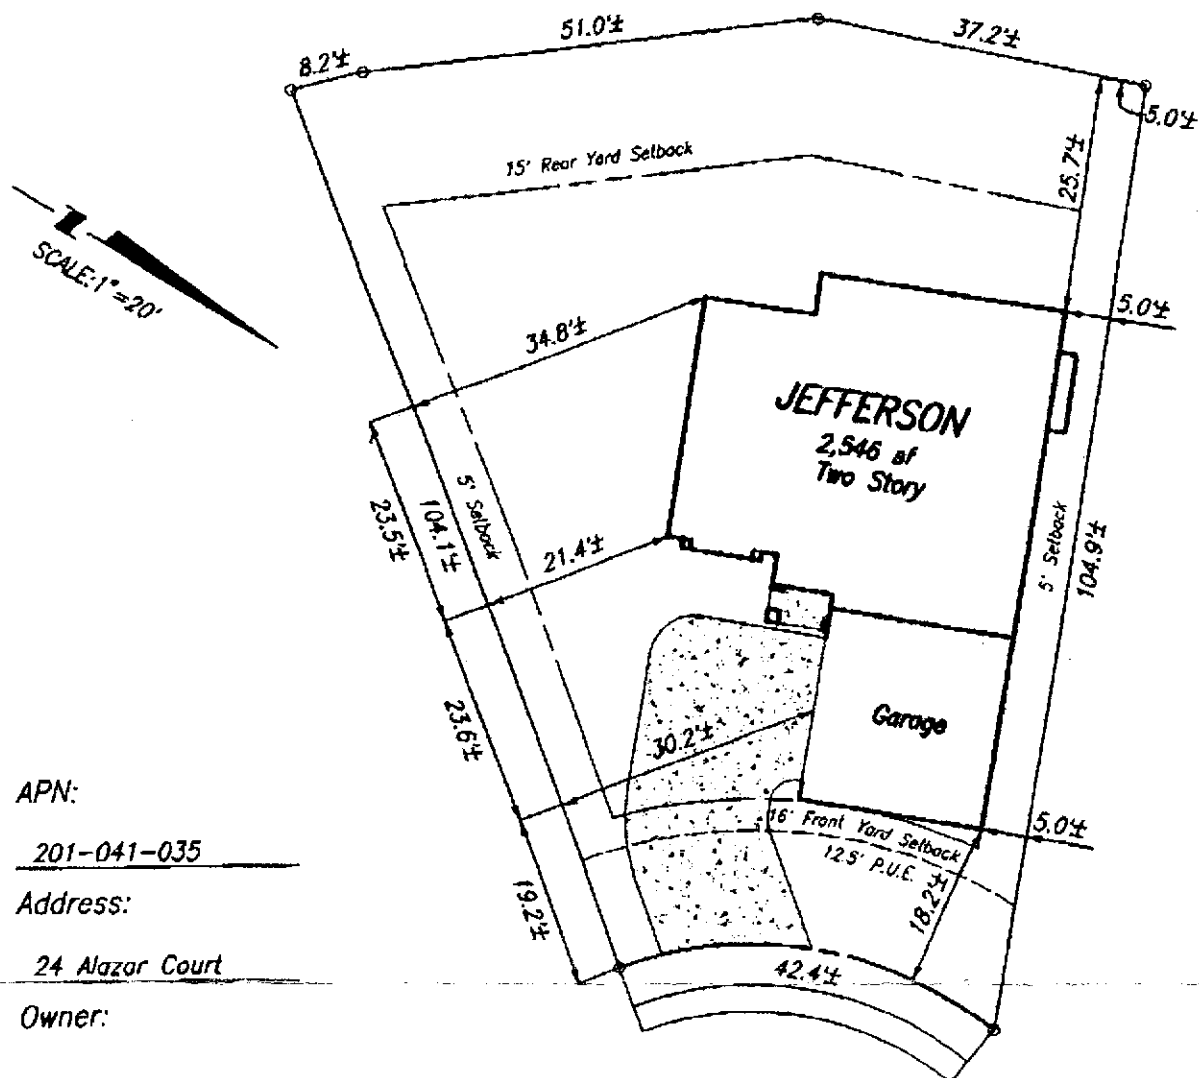 51.0'±
37.2'±
8.2'±
5.0'±
15' Rear Yard Setback
25.7'±
SCALE: 1"=20'
34.8'±
5.0'±
JEFFERSON
2,546 sf
Two Story
5' Setback
23.5'±
104.1'±
21.4'±
5' Setback
104.9'±
23.6'±
30.2'±
Garage
APN:
201-041-035
16' Front Yard Setback
5.0'±
12.5' P.U.E.
Address:
19.2'±
18.2'±
24 Alazar Court
42.4'±
Owner: